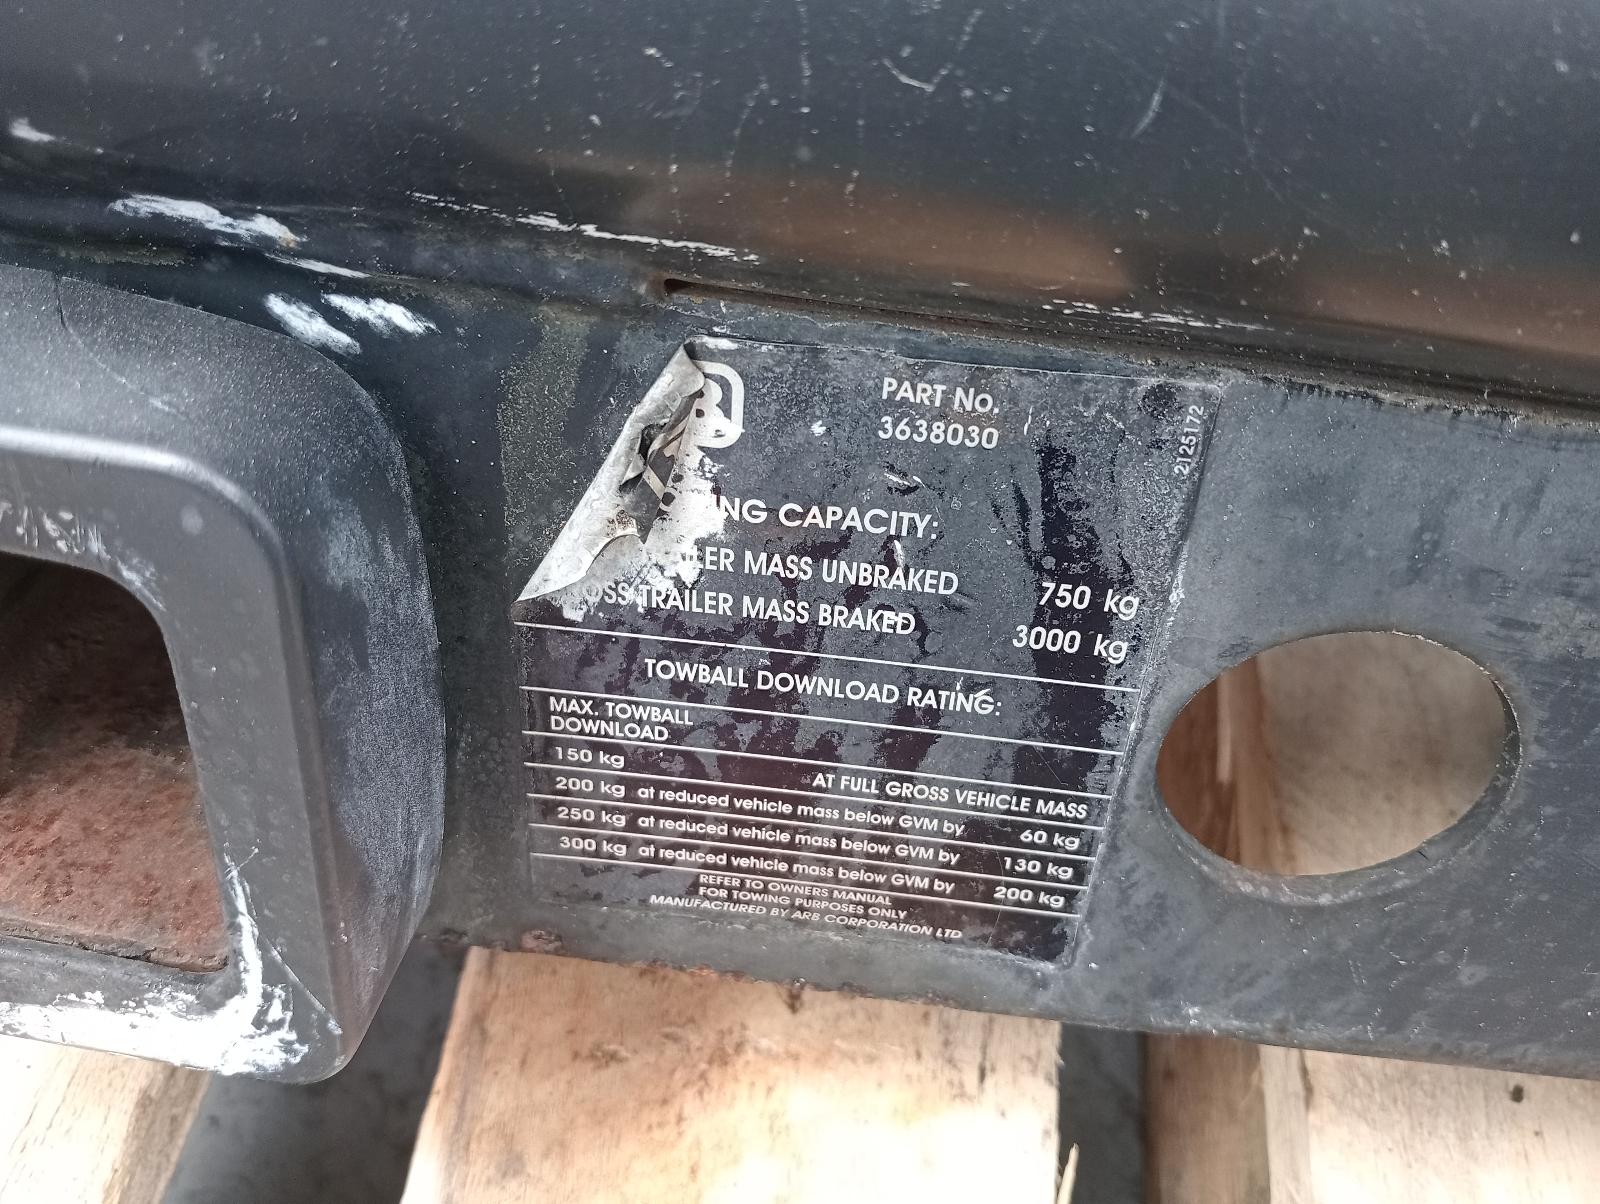 PART No.
3638030
2125172
NG CAPACITY:
LER MASS UNBRAKED 750 kg
OSS TRAILER MASS BRAKED 3000 kg
TOWBALL DOWNLOAD RATING:
MAX. TOWBALL
DOWNLOAD
150 kg AT FULL GROSS VEHICLE MASS
200 kg at reduced vehicle mass below GVM by 60 kg
250 kg at reduced vehicle mass below GVM by 130 kg
300 kg at reduced vehicle mass below GVM by 200 kg
REFER TO OWNERS MANUAL
FOR TOWING PURPOSES ONLY
MANUFACTURED BY ARB CORPORATION LTD